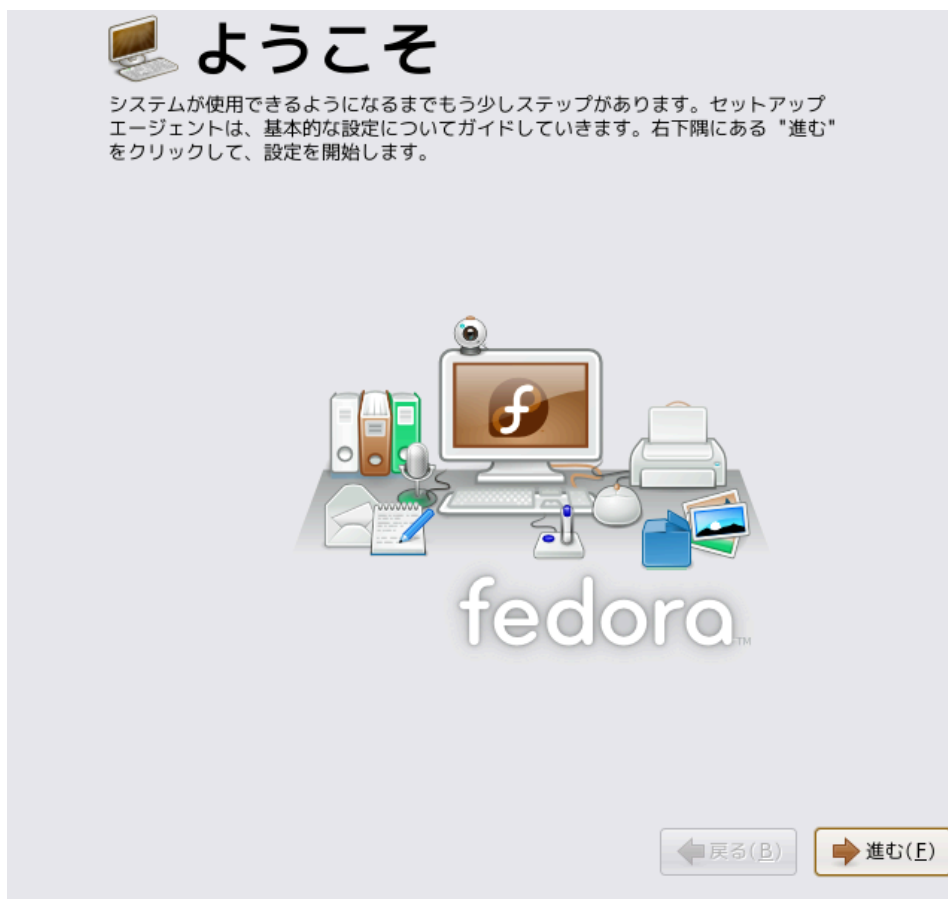 ようこそ
システムが使用できるようになるまでもう少しステップがあります。セットアップ
エージェントは、基本的な設定についてガイドしていきます。右下隅にある "進む"
をクリックして、設定を開始します。
f
fedora™
戻る(B)
進む(F)